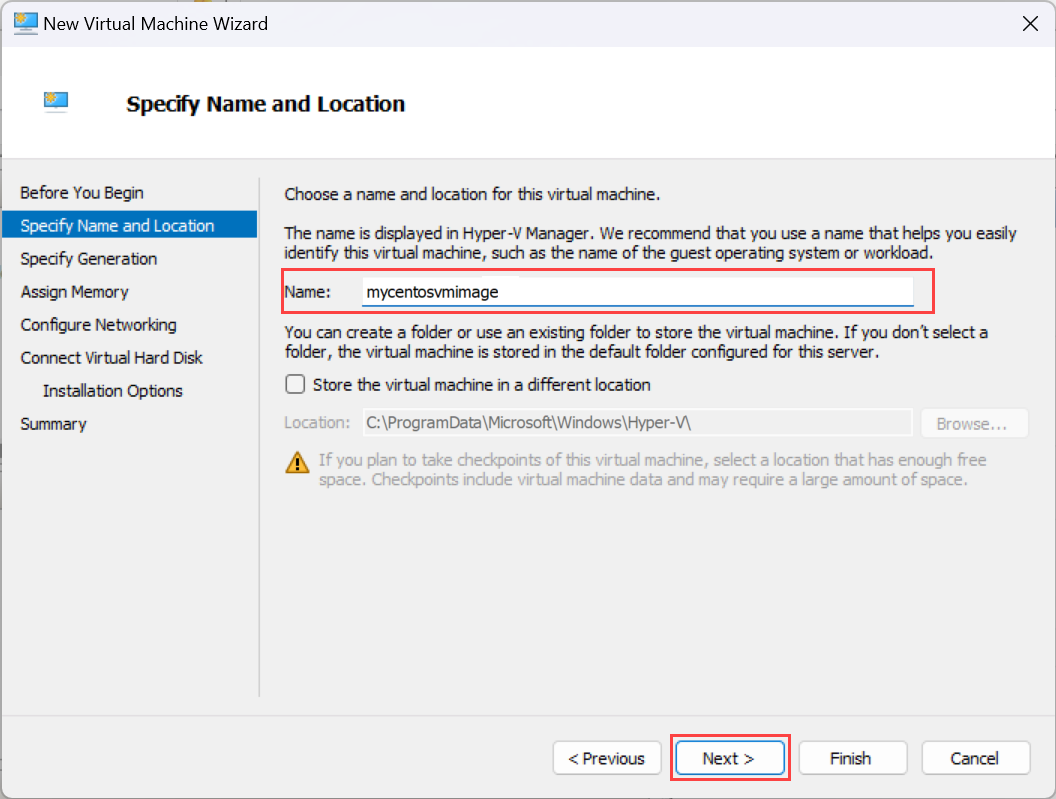 New Virtual Machine Wizard
Specify Name and Location
Before You Begin
Specify Name and Location
Specify Generation
Assign Memory
Configure Networking
Connect Virtual Hard Disk
Installation Options
Summary
Choose a name and location for this virtual machine.
The name is displayed in Hyper-V Manager. We recommend that you use a name that helps you easily
identify this virtual machine, such as the name of the guest operating system or workload.
Name: mycentosvmimage
You can create a folder or use an existing folder to store the virtual machine. If you don't select a
folder, the virtual machine is stored in the default folder configured for this server.
Store the virtual machine in a different location
Location: C:\ProgramData\Microsoft\Windows\Hyper-V\ Browse...
If you plan to take checkpoints of this virtual machine, select a location that has enough free
space. Checkpoints include virtual machine data and may require a large amount of space.
< Previous Next > Finish Cancel